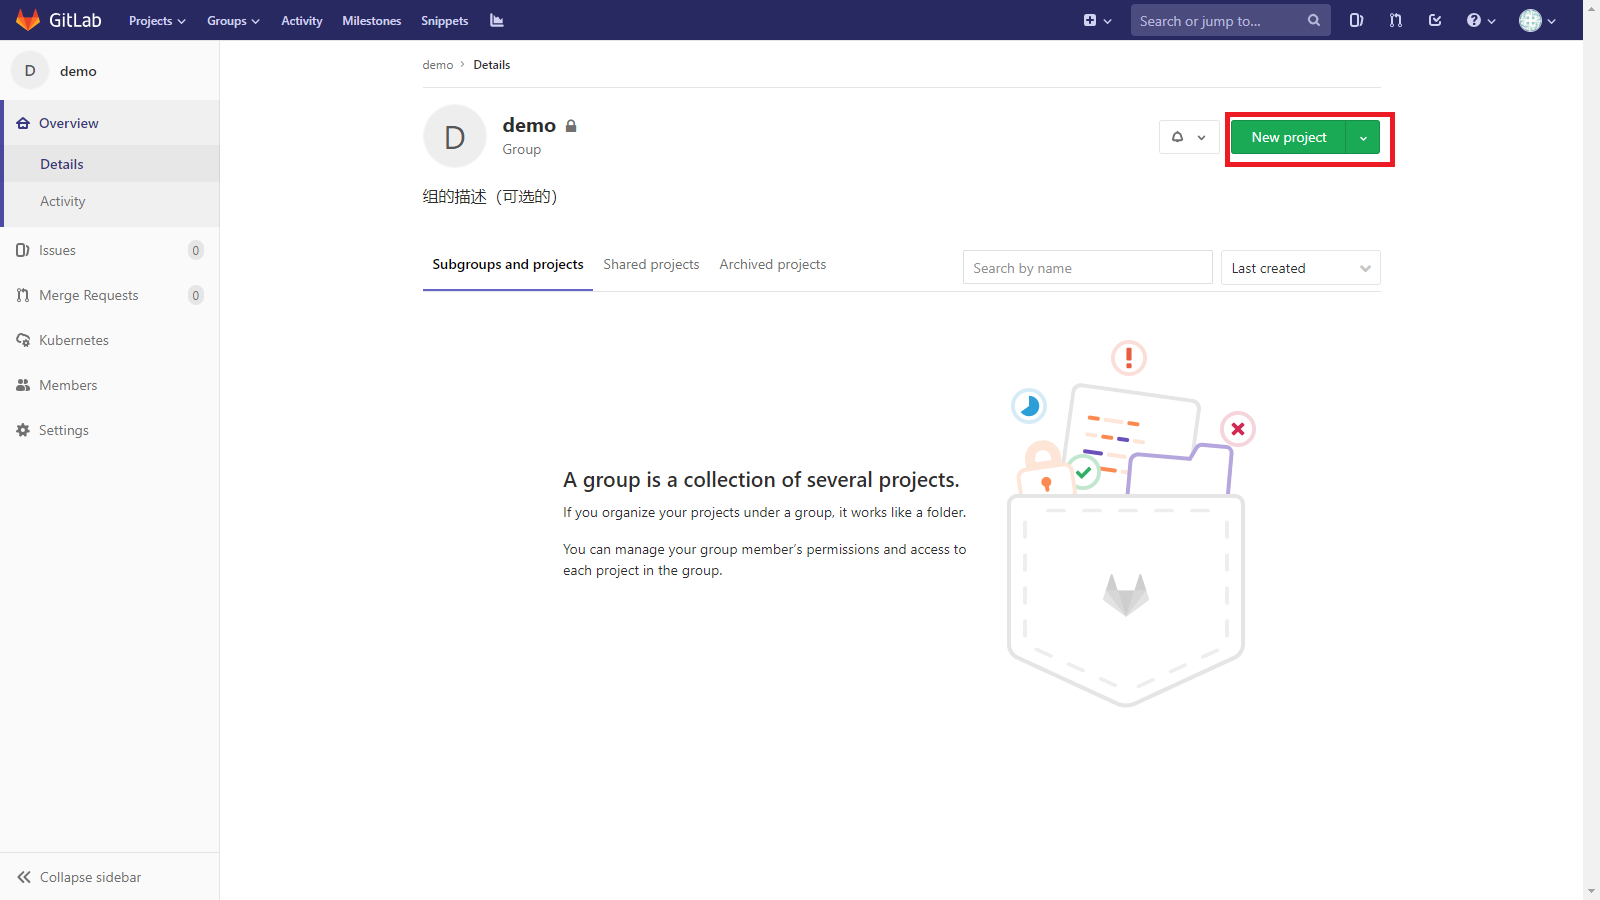 GitLab Projects Groups Activity Milestones Snippets Search or jump to...
D demo
Overview
Details
Activity
Issues 0
Merge Requests 0
Kubernetes
Members
Settings
Collapse sidebar
demo › Details
D
demo
Group
New project
组的描述（可选的）
Subgroups and projects Shared projects Archived projects Search by name Last created
A group is a collection of several projects.
If you organize your projects under a group, it works like a folder.
You can manage your group member’s permissions and access to
each project in the group.